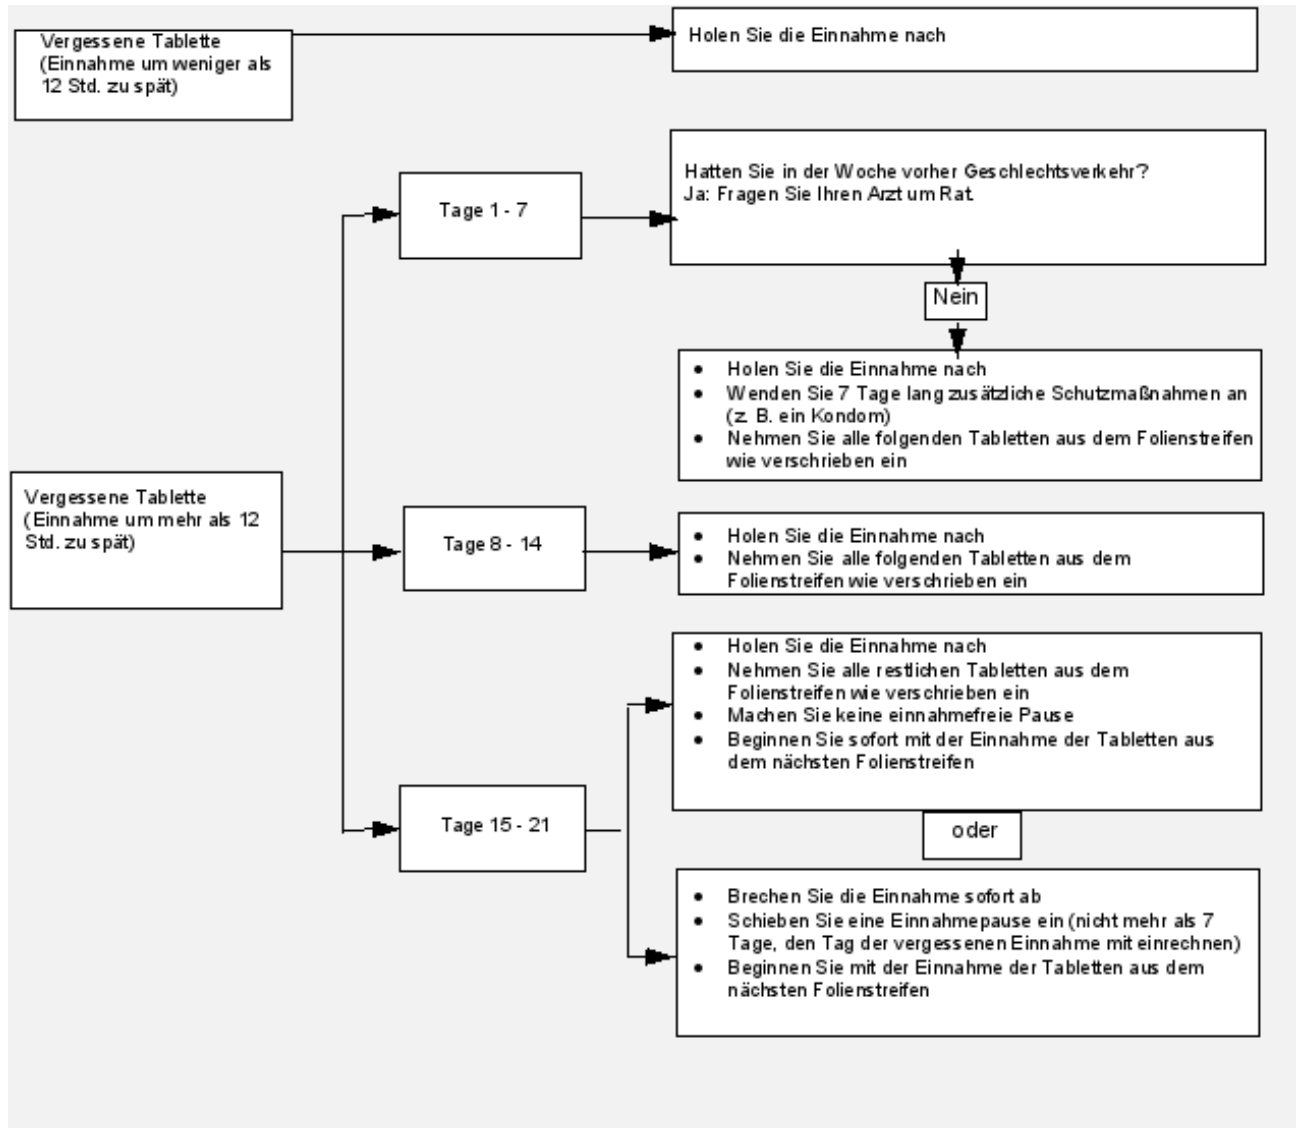 Vergessene Tablette
(Einnahme um weniger als
12 Std. zu spät)
Holen Sie die Einnahme nach
Tage 1 - 7
Hatten Sie in der Woche vorher Geschlechtsverkehr?
Ja: Fragen Sie Ihren Arzt um Rat.
Nein
• Holen Sie die Einnahme nach
• Wenden Sie 7 Tage lang zusätzliche Schutzmaßnahmen an
(z. B. ein Kondom)
• Nehmen Sie alle folgenden Tabletten aus dem Folienstreifen
wie verschrieben ein
Vergessene Tablette
(Einnahme um mehr als 12
Std. zu spät)
Tage 8 - 14
• Holen Sie die Einnahme nach
• Nehmen Sie alle folgenden Tabletten aus dem
Folienstreifen wie verschrieben ein
Tage 15 - 21
• Holen Sie die Einnahme nach
• Nehmen Sie alle restlichen Tabletten aus dem
Folienstreifen wie verschrieben ein
• Machen Sie keine einnahmefreie Pause
• Beginnen Sie sofort mit der Einnahme der Tabletten aus
dem nächsten Folienstreifen
oder
• Brechen Sie die Einnahme sofort ab
• Schieben Sie eine Einnahmepause ein (nicht mehr als 7
Tage, den Tag der vergessenen Einnahme mit einrechnen)
• Beginnen Sie mit der Einnahme der Tabletten aus dem
nächsten Folienstreifen